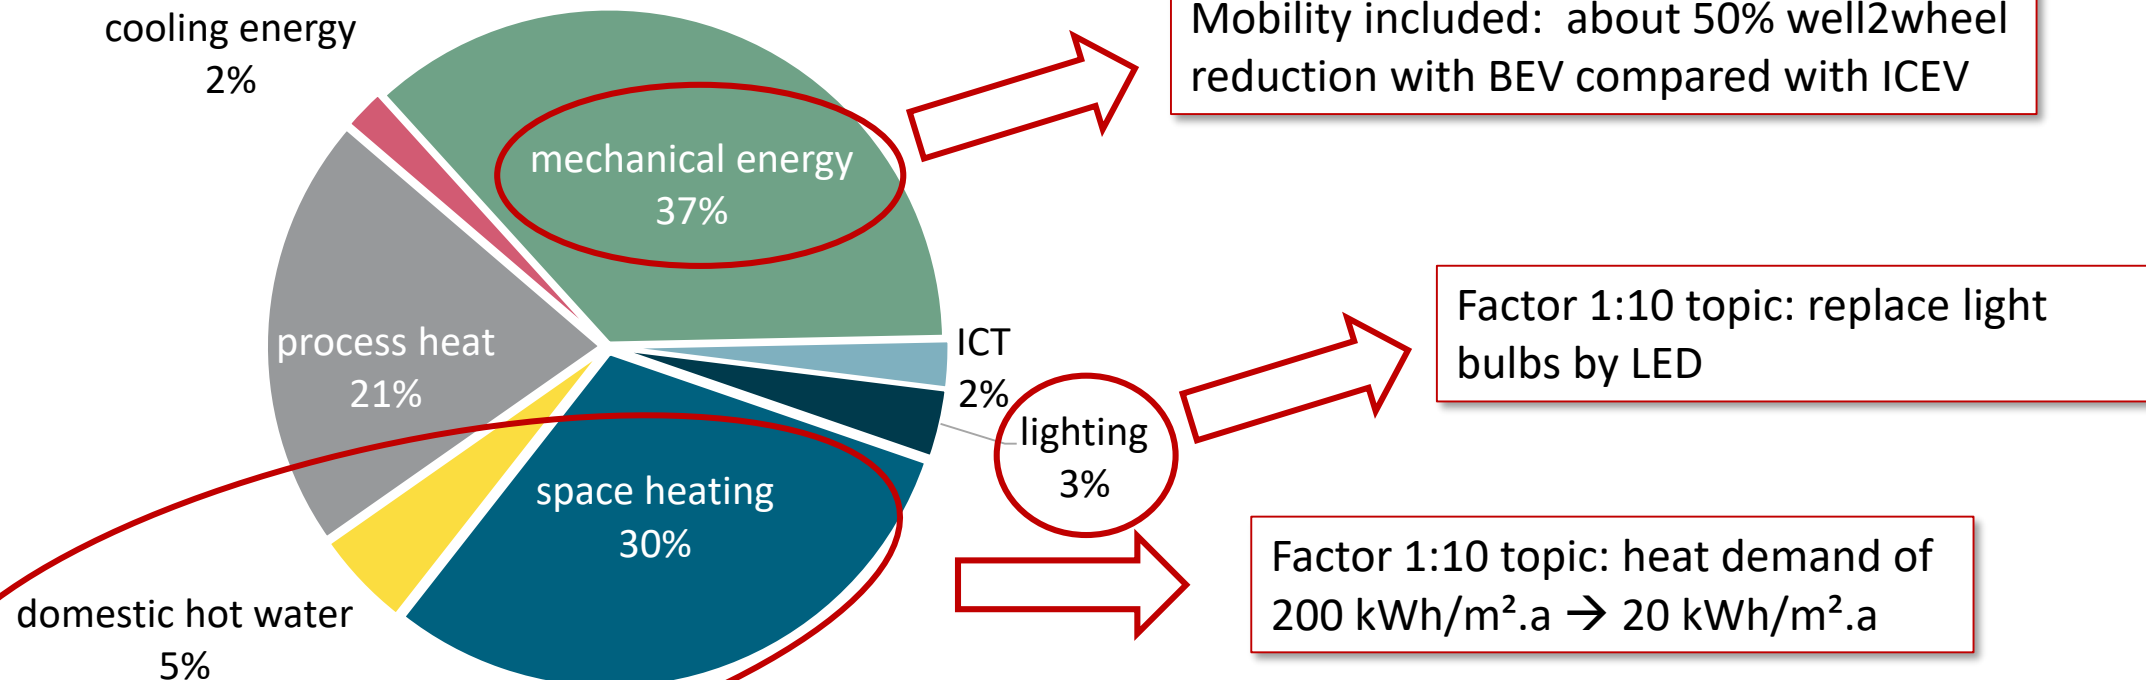 cooling energy
2%
Mobility included: about 50% well2wheel
reduction with BEV compared with ICEV
mechanical energy
37%
process heat
21%
ICT
2%
lighting
3%
Factor 1:10 topic: replace light
bulbs by LED
space heating
30%
Factor 1:10 topic: heat demand of
200 kWh/m².a → 20 kWh/m².a
domestic hot water
5%